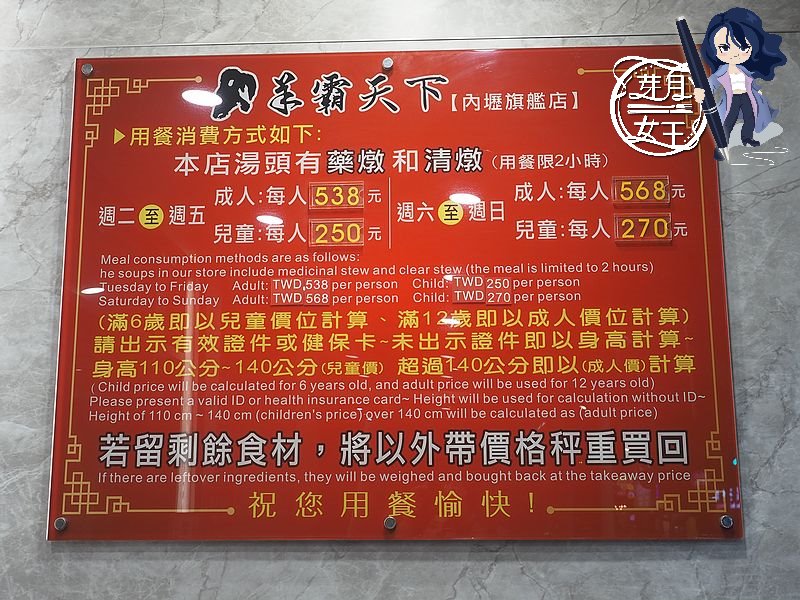 羊霸天下【內壢旗艦店】
芽月
女王
▶用餐消費方式如下:
本店湯頭有藥燉和清燉(用餐限2小時)
週二至週五 成人:每人538元 兒童:每人250元
週六至週日 成人:每人568元 兒童:每人270元
Meal consumption methods are as follows:
he soups in our store include medicinal stew and clear stew (the meal is limited to 2 hours)
Tuesday to Friday Adult: TWD 538 per person Child: TWD 250 per person
Saturday to Sunday Adult: TWD 568 per person Child: TWD 270 per person
(滿6歲即以兒童價位計算、滿12歲即以成人價位計算)
請出示有效證件或健保卡~未出示證件即以身高計算~
身高110公分~140公分(兒童價) 超過140公分即以(成人價)計算
(Child price will be calculated for 6 years old, and adult price will be used for 12 years old)
Please present a valid ID or health insurance card~ Height will be used for calculation without ID~
Height of 110 cm ~ 140 cm (children's price) over 140 cm will be calculated as (adult price)
若留剩餘食材,將以外帶價格秤重買回
If there are leftover ingredients, they will be weighed and bought back at the takeaway price
祝您用餐愉快!